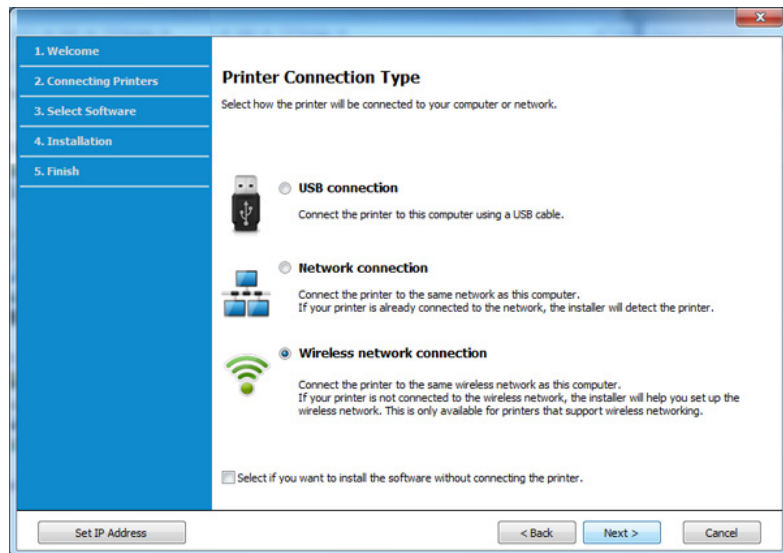 1. Welcome
2. Connecting Printers
3. Select Software
4. Installation
5. Finish
Printer Connection Type
Select how the printer will be connected to your computer or network.
USB connection
Connect the printer to this computer using a USB cable.
Network connection
Connect the printer to the same network as this computer.
If your printer is already connected to the network, the installer will detect the printer.
Wireless network connection
Connect the printer to the same wireless network as this computer.
If your printer is not connected to the wireless network, the installer will help you set up the
wireless network. This is only available for printers that support wireless networking.
Select if you want to install the software without connecting the printer.
Set IP Address
< Back
Next >
Cancel